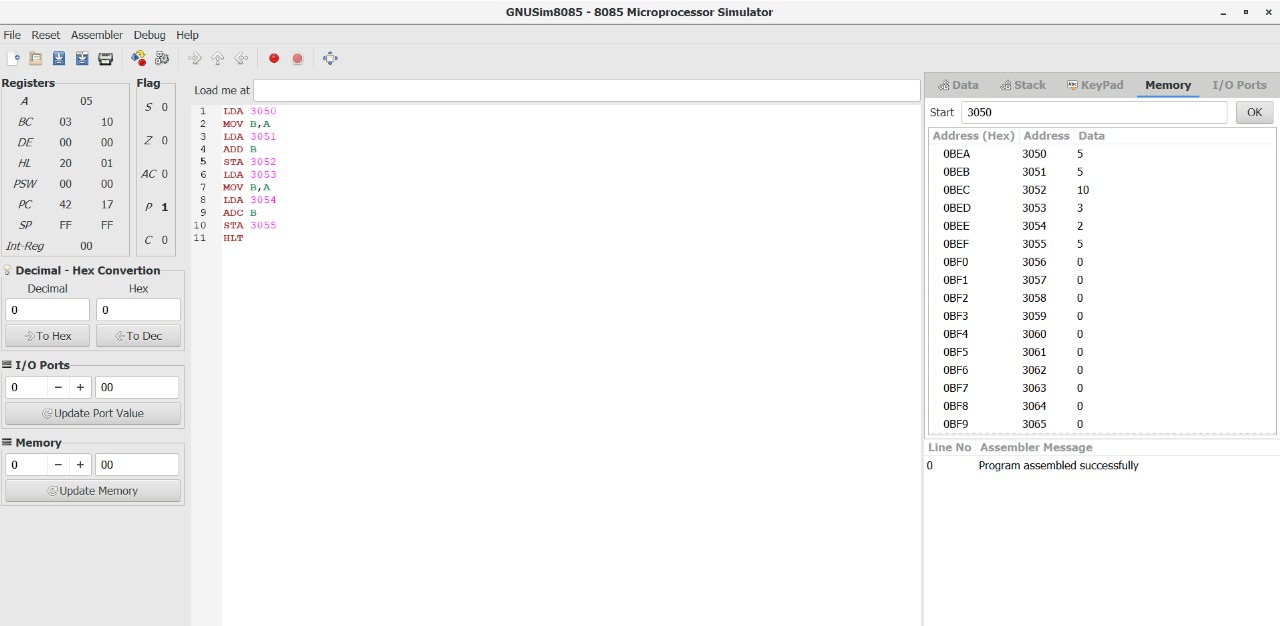 GNUSim8085 - 8085 Microprocessor Simulator
File Reset Assembler Debug Help
Registers
A 05
BC 03 10
DE 00 00
HL 20 01
PSW 00 00
PC 42 17
SP FF FF
Int-Reg 00
Flag
S 0
Z 0
AC 0
P 1
C 0
Decimal - Hex Convertion
Decimal Hex
0 0
To Hex To Dec
I/O Ports
0 − + 00
Update Port Value
Memory
0 − + 00
Update Memory
Load me at
1 LDA 3050
2 MOV B,A
3 LDA 3051
4 ADD B
5 STA 3052
6 LDA 3053
7 MOV B,A
8 LDA 3054
9 ADC B
10 STA 3055
11 HLT
Data Stack KeyPad Memory I/O Ports
Start 3050 OK
Address (Hex) Address Data
0BEA 3050 5
0BEB 3051 5
0BEC 3052 10
0BED 3053 3
0BEE 3054 2
0BEF 3055 5
0BF0 3056 0
0BF1 3057 0
0BF2 3058 0
0BF3 3059 0
0BF4 3060 0
0BF5 3061 0
0BF6 3062 0
0BF7 3063 0
0BF8 3064 0
0BF9 3065 0
Line No Assembler Message
0 Program assembled successfully